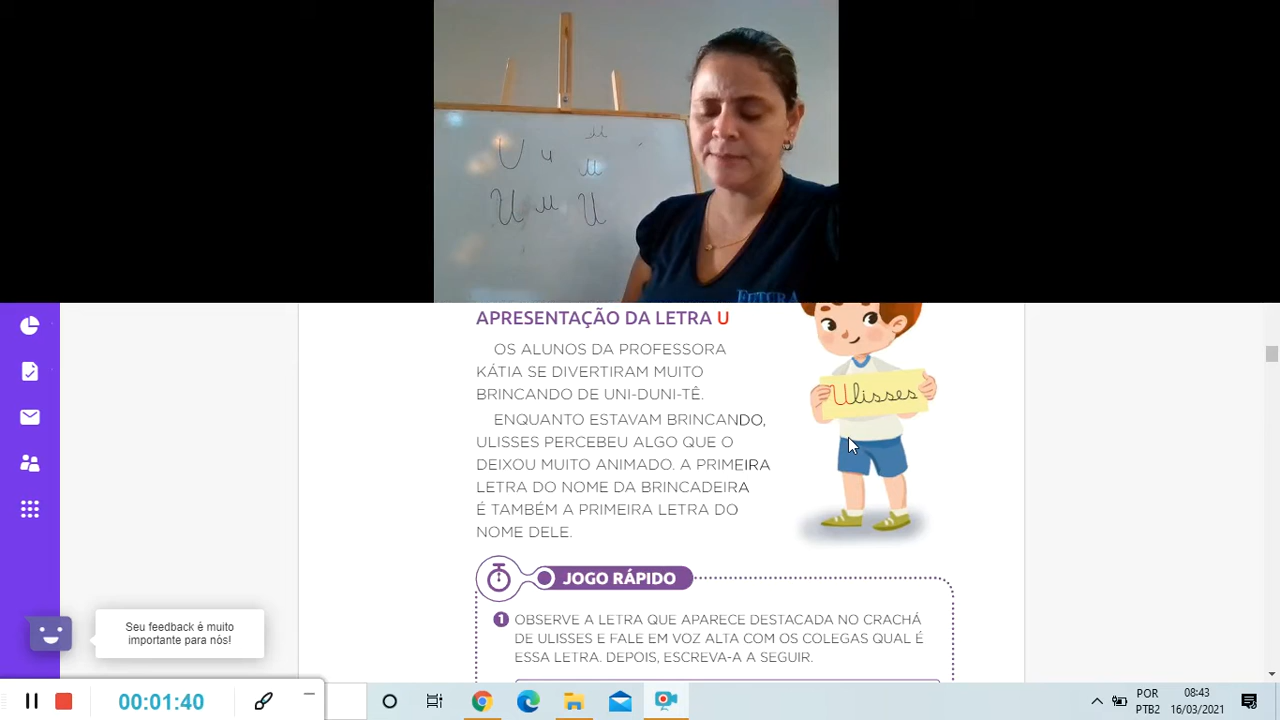 U u u
u
U u U
FUTURA
APRESENTAÇÃO DA LETRA U
OS ALUNOS DA PROFESSORA
KÁTIA SE DIVERTIRAM MUITO
BRINCANDO DE UNI-DUNI-TÊ.
ENQUANTO ESTAVAM BRINCANDO,
ULISSES PERCEBEU ALGO QUE O
DEIXOU MUITO ANIMADO. A PRIMEIRA
LETRA DO NOME DA BRINCADEIRA
É TAMBÉM A PRIMEIRA LETRA DO
NOME DELE.
Ulisses
JOGO RÁPIDO
1 OBSERVE A LETRA QUE APARECE DESTACADA NO CRACHÁ
DE ULISSES E FALE EM VOZ ALTA COM OS COLEGAS QUAL É
ESSA LETRA. DEPOIS, ESCREVA-A A SEGUIR.
Seu feedback é muito
importante para nós!
00:01:40
POR
PTB2
08:43
16/03/2021